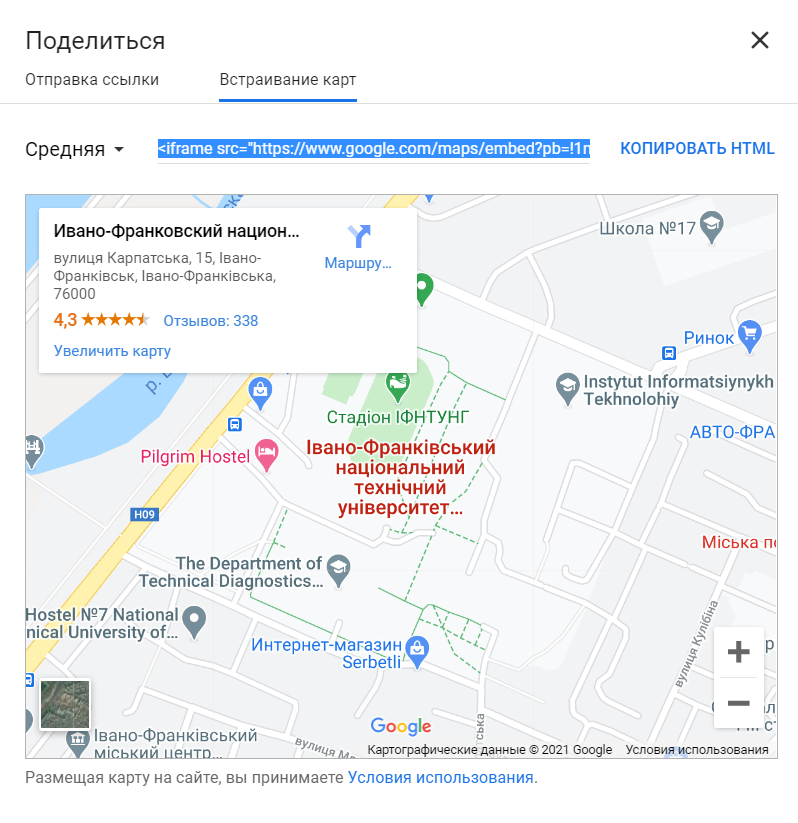 Поделиться
Отправка ссылки
Встраивание карт
Средняя
<iframe src="https://www.google.com/maps/embed?pb=!1
КОПИРОВАТЬ HTML
Ивано-Франковский национ...
вулиця Карпатська, 15, Івано-
Франківськ, Івано-Франківська,
76000
4,3
Отзывов: 338
Увеличить карту
Маршру...
Школа №17
Ринок
Instytut Informatsiynykh
Tekhnolohiy
АВТО-ФРА
Стадіон ІФНТУНГ
Pilgrim Hostel
Івано-Франківський
національний
технічний
університет...
H09
The Department of
Technical Diagnostics...
Міська
Hostel №7 National
nical University of...
Интернет-магазин
Serbetli
вулиця Кулібіна
Івано-Франківський
міський центр...
вулиця
Google
Картографические данные © 2021 Google
Условия использования
Размещая карту на сайте, вы принимаете Условия использования.